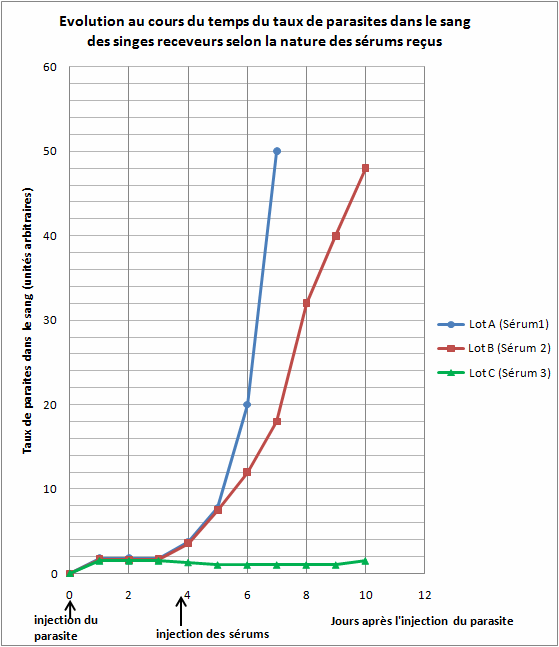 Evolution au cours du temps du taux de parasites dans le sang
des singes receveurs selon la nature des sérums reçus
Taux de paraites dans le sang (unités arbitraires)
60
50
40
30
20
10
0
0 2 4 6 8 10 12
Lot A (Sérum1)
Lot B (Sérum 2)
Lot C (Sérum 3)
injection du
parasite
injection des sérums
Jours après l'injection du parasite